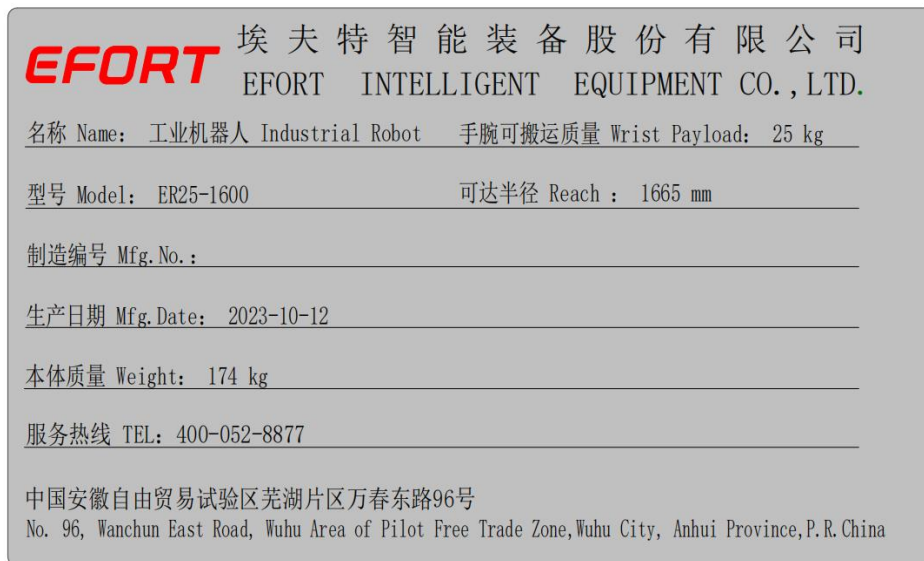 EFORT 埃夫特智能装备股份有限公司
EFORT INTELLIGENT EQUIPMENT CO.,LTD.
名称 Name: 工业机器人 Industrial Robot 手腕可搬运质量 Wrist Payload: 25 kg
型号 Model: ER25-1600 可达半径 Reach : 1665 mm
制造编号 Mfg.No.:
生产日期 Mfg.Date: 2023-10-12
本体质量 Weight: 174 kg
服务热线 TEL: 400-052-8877
中国安徽自由贸易试验区芜湖片区万春东路96号
No. 96, Wanchun East Road, Wuhu Area of Pilot Free Trade Zone,Wuhu City, Anhui Province,P.R.China